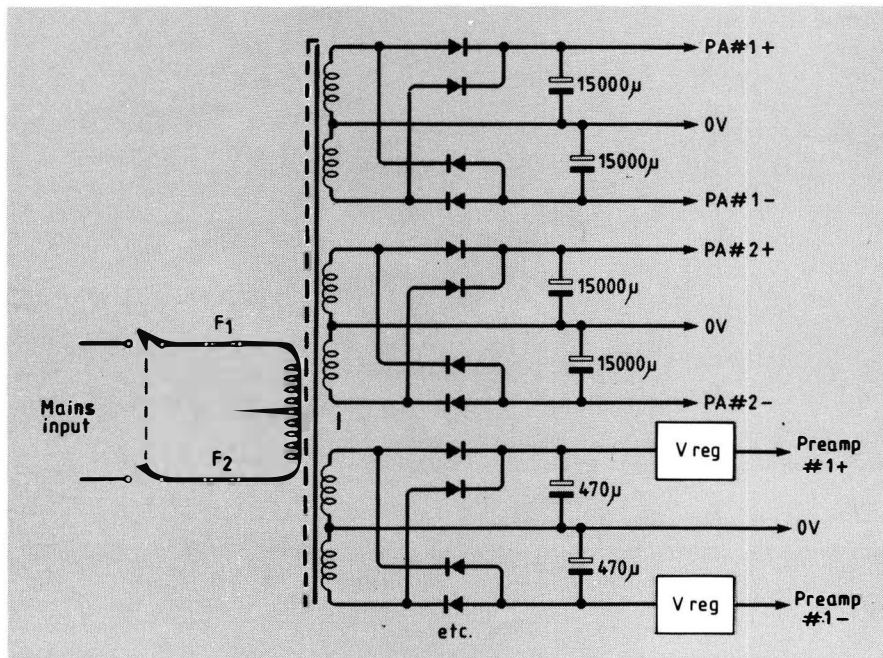 PA#1+
15000µ
0V
15000µ
PA#1-
PA#2+
15000µ
0V
15000µ
PA#2-
F1
F2
Mains
input
V reg
Preamp
#1+
470µ
0V
470µ
V reg
Preamp
#1-
etc.